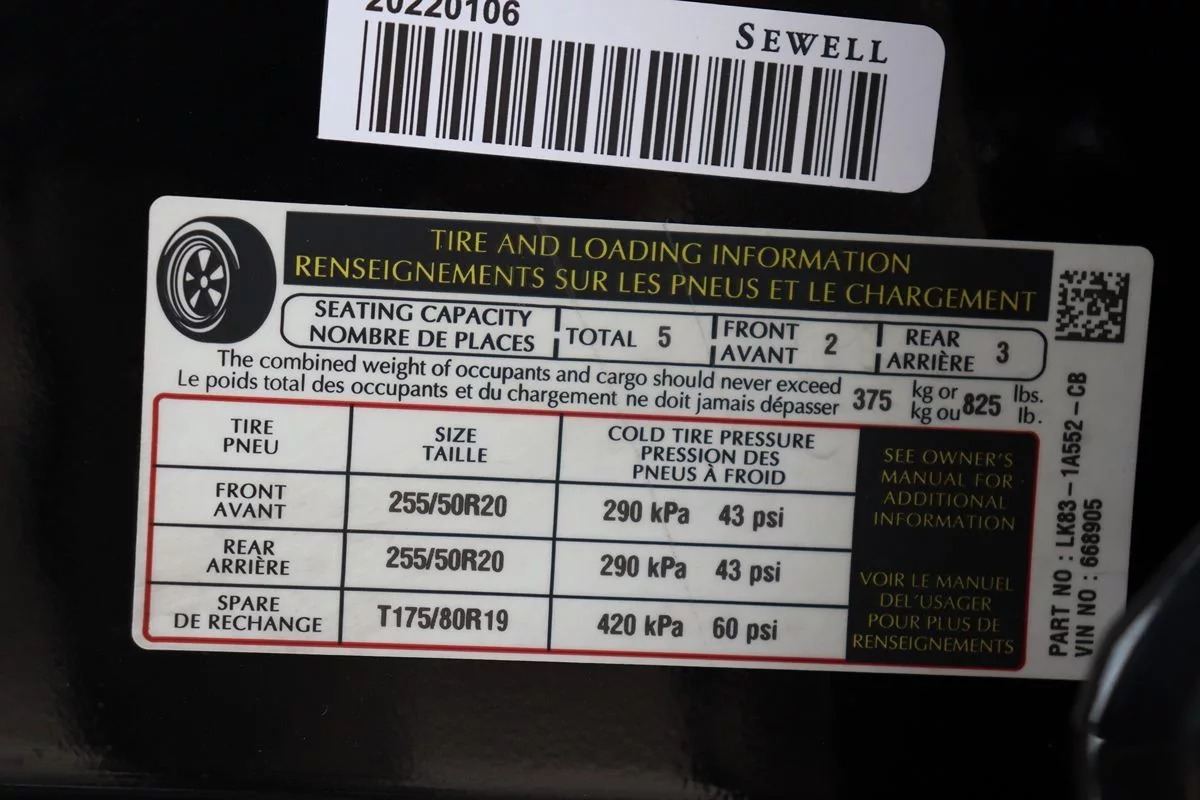 20220106
SEWELL
TIRE AND LOADING INFORMATION
RENSEIGNEMENTS SUR LES PNEUS ET LE CHARGEMENT
SEATING CAPACITY
NOMBRE DE PLACES
TOTAL 5
FRONT
AVANT
2
REAR
ARRIÈRE
3
The combined weight of occupants and cargo should never exceed
Le poids total des occupants et du chargement ne doit jamais dépasser
375
kg or
kg ou
825
lbs.
lb.
TIRE
PNEU
SIZE
TAILLE
COLD TIRE PRESSURE
PRESSION DES
PNEUS À FROID
FRONT
AVANT
255/50R20
290 kPa 43 psi
REAR
ARRIÈRE
255/50R20
290 kPa 43 psi
SPARE
DE RECHANGE
T175/80R19
420 kPa 60 psi
SEE OWNER'S
MANUAL FOR
ADDITIONAL
INFORMATION
VOIR LE MANUEL
DEL'USAGER
POUR PLUS DE
RENSEIGNEMENTS
PART NO : LK83-1A552-CB
VIN NO : 668905